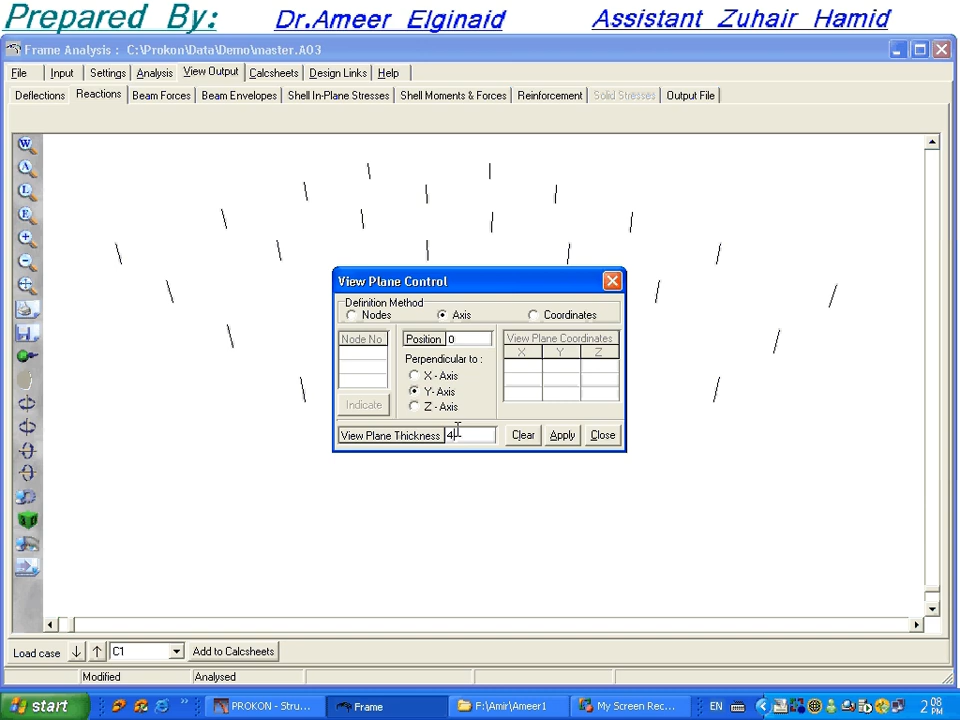 Prepared By: Dr.Ameer Elginaid Assistant Zuhair Hamid
Frame Analysis : C:\Prokon\Data\Demo\master.A03
File Input Settings Analysis View Output Calcsheets Design Links Help
Deflections Reactions Beam Forces Beam Envelopes Shell In-Plane Stresses Shell Moments & Forces Reinforcement Solid Stresses Output File
View Plane Control
Definition Method
Nodes Axis Coordinates
Node No Position 0 View Plane Coordinates
X Y Z
Perpendicular to :
X - Axis
Y- Axis
Indicate Z - Axis
View Plane Thickness 4 Clear Apply Close
Load case C1 Add to Calcsheets
Modified Analysed
start PROKON - Stru... Frame F:\Amir\Ameer1 My Screen Rec... EN 2:08 PM